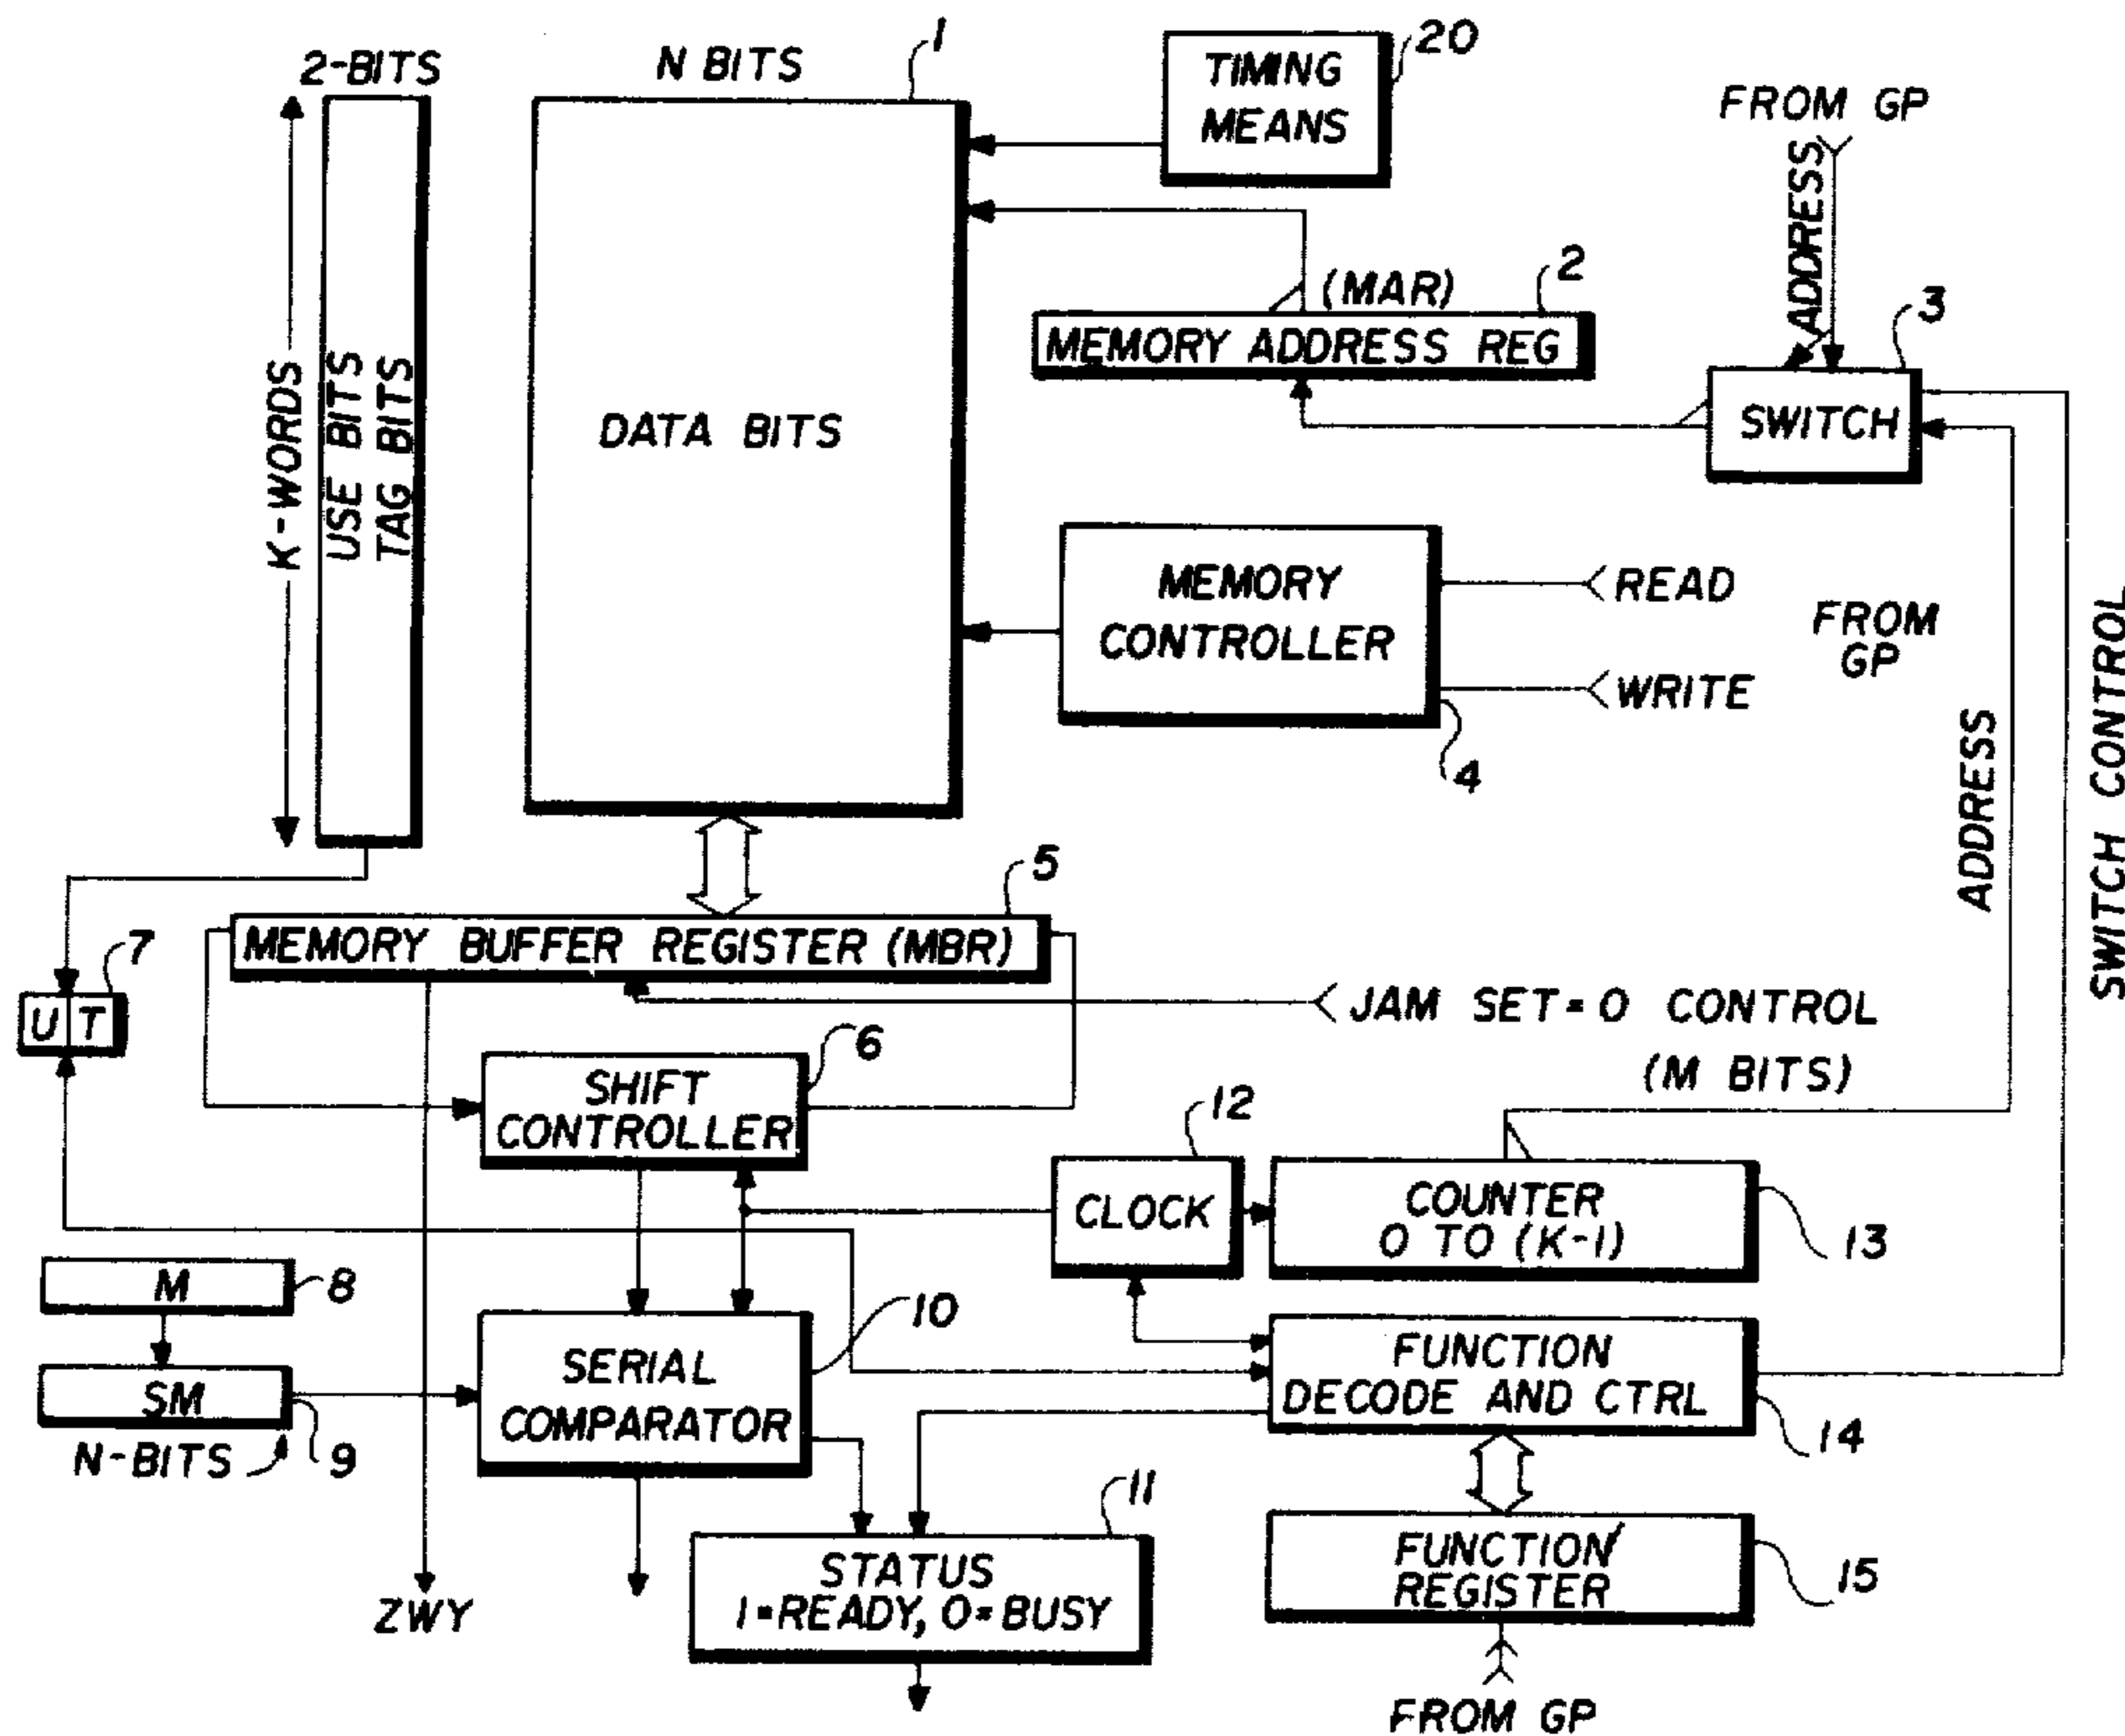 2-BITS
N BITS
1
TIMING
MEANS
20
FROM GP
ADDRESS
K-WORDS
USE BITS
TAG BITS
DATA BITS
(MAR)
2
MEMORY ADDRESS REG
3
SWITCH
MEMORY
CONTROLLER
READ
WRITE
FROM
GP
4
ADDRESS
SWITCH CONTROL
5
MEMORY BUFFER REGISTER (MBR)
7
U T
JAM SET=0 CONTROL
6
SHIFT
CONTROLLER
(M BITS)
12
CLOCK
COUNTER
0 TO (K-1)
13
M
8
SM
9
N-BITS
10
SERIAL
COMPARATOR
FUNCTION
DECODE AND CTRL
14
11
STATUS
1=READY, 0=BUSY
FUNCTION
REGISTER
15
ZWY
FROM GP